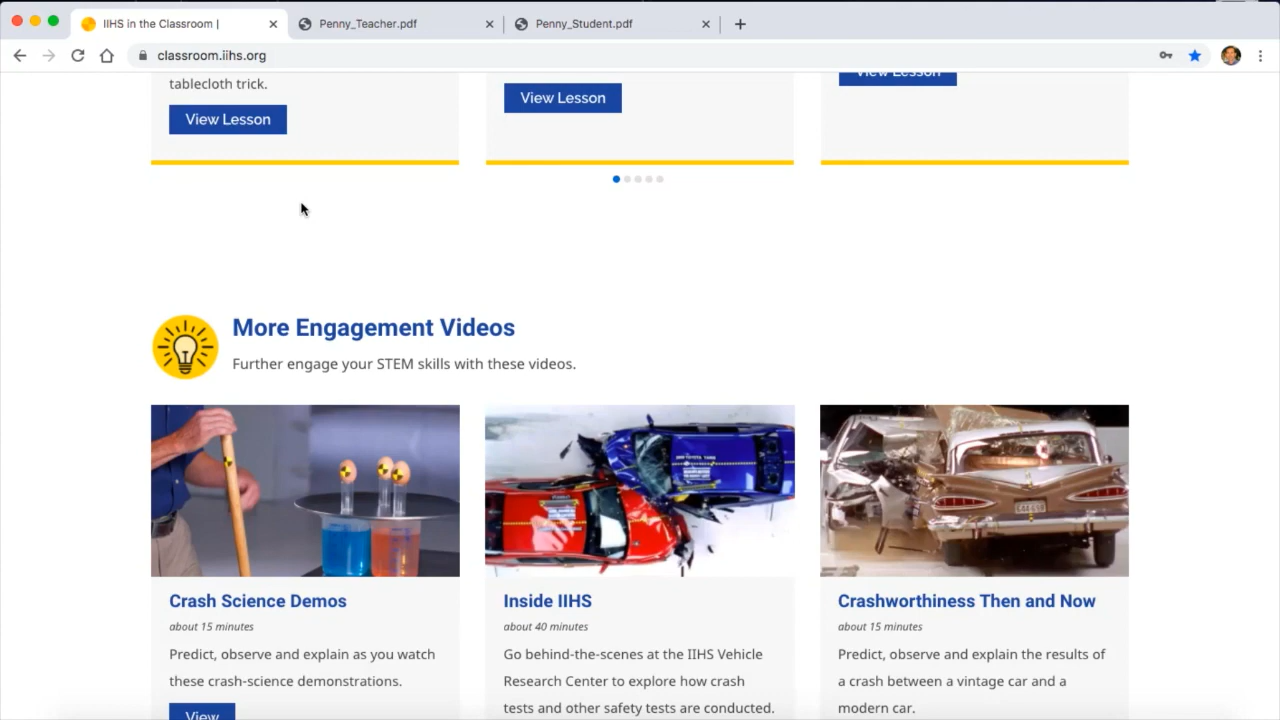 IIHS in the Classroom |
Penny_Teacher.pdf
Penny_Student.pdf
classroom.iihs.org
tablecloth trick.
View Lesson
View Lesson
View Lesson
More Engagement Videos
Further engage your STEM skills with these videos.
Crash Science Demos
about 15 minutes
Predict, observe and explain as you watch
these crash-science demonstrations.
View
Inside IIHS
about 40 minutes
Go behind-the-scenes at the IIHS Vehicle
Research Center to explore how crash
tests and other safety tests are conducted.
Crashworthiness Then and Now
about 15 minutes
Predict, observe and explain the results of
a crash between a vintage car and a
modern car.